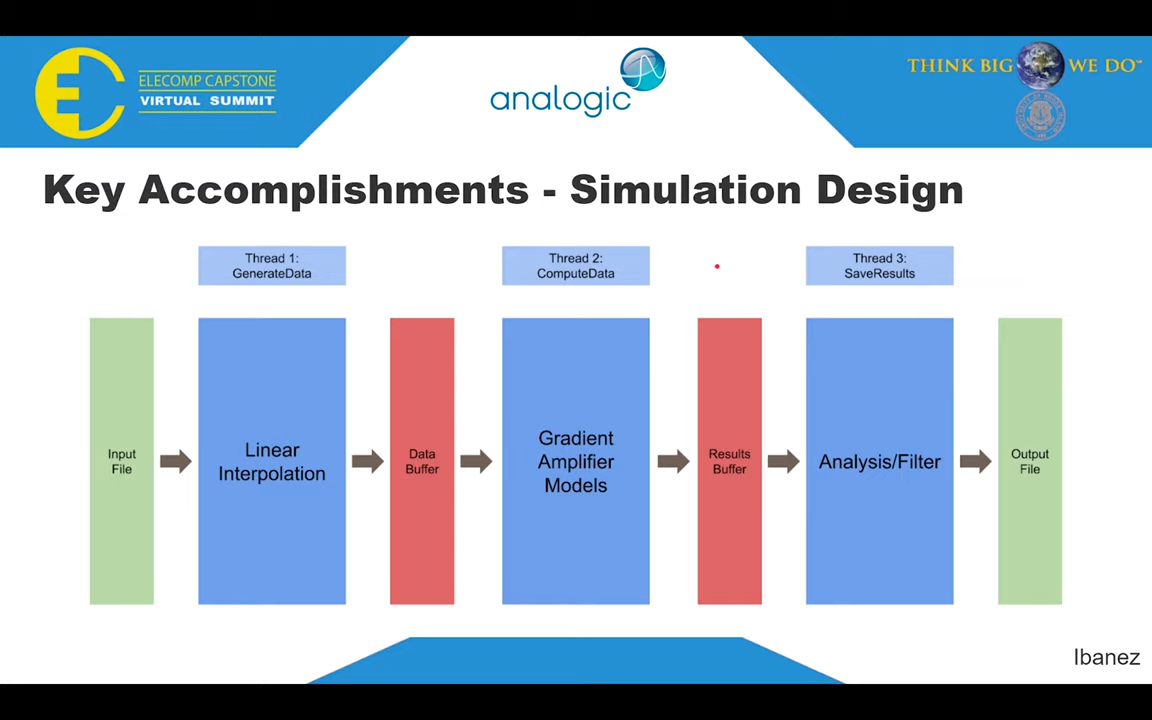 ELECOMP CAPSTONE
VIRTUAL SUMMIT
analogic
THINK BIG WE DO™
Key Accomplishments - Simulation Design
Thread 1:
GenerateData
Thread 2:
ComputeData
Thread 3:
SaveResults
Input
File
Linear
Interpolation
Data
Buffer
Gradient
Amplifier
Models
Results
Buffer
Analysis/Filter
Output
File
Ibanez